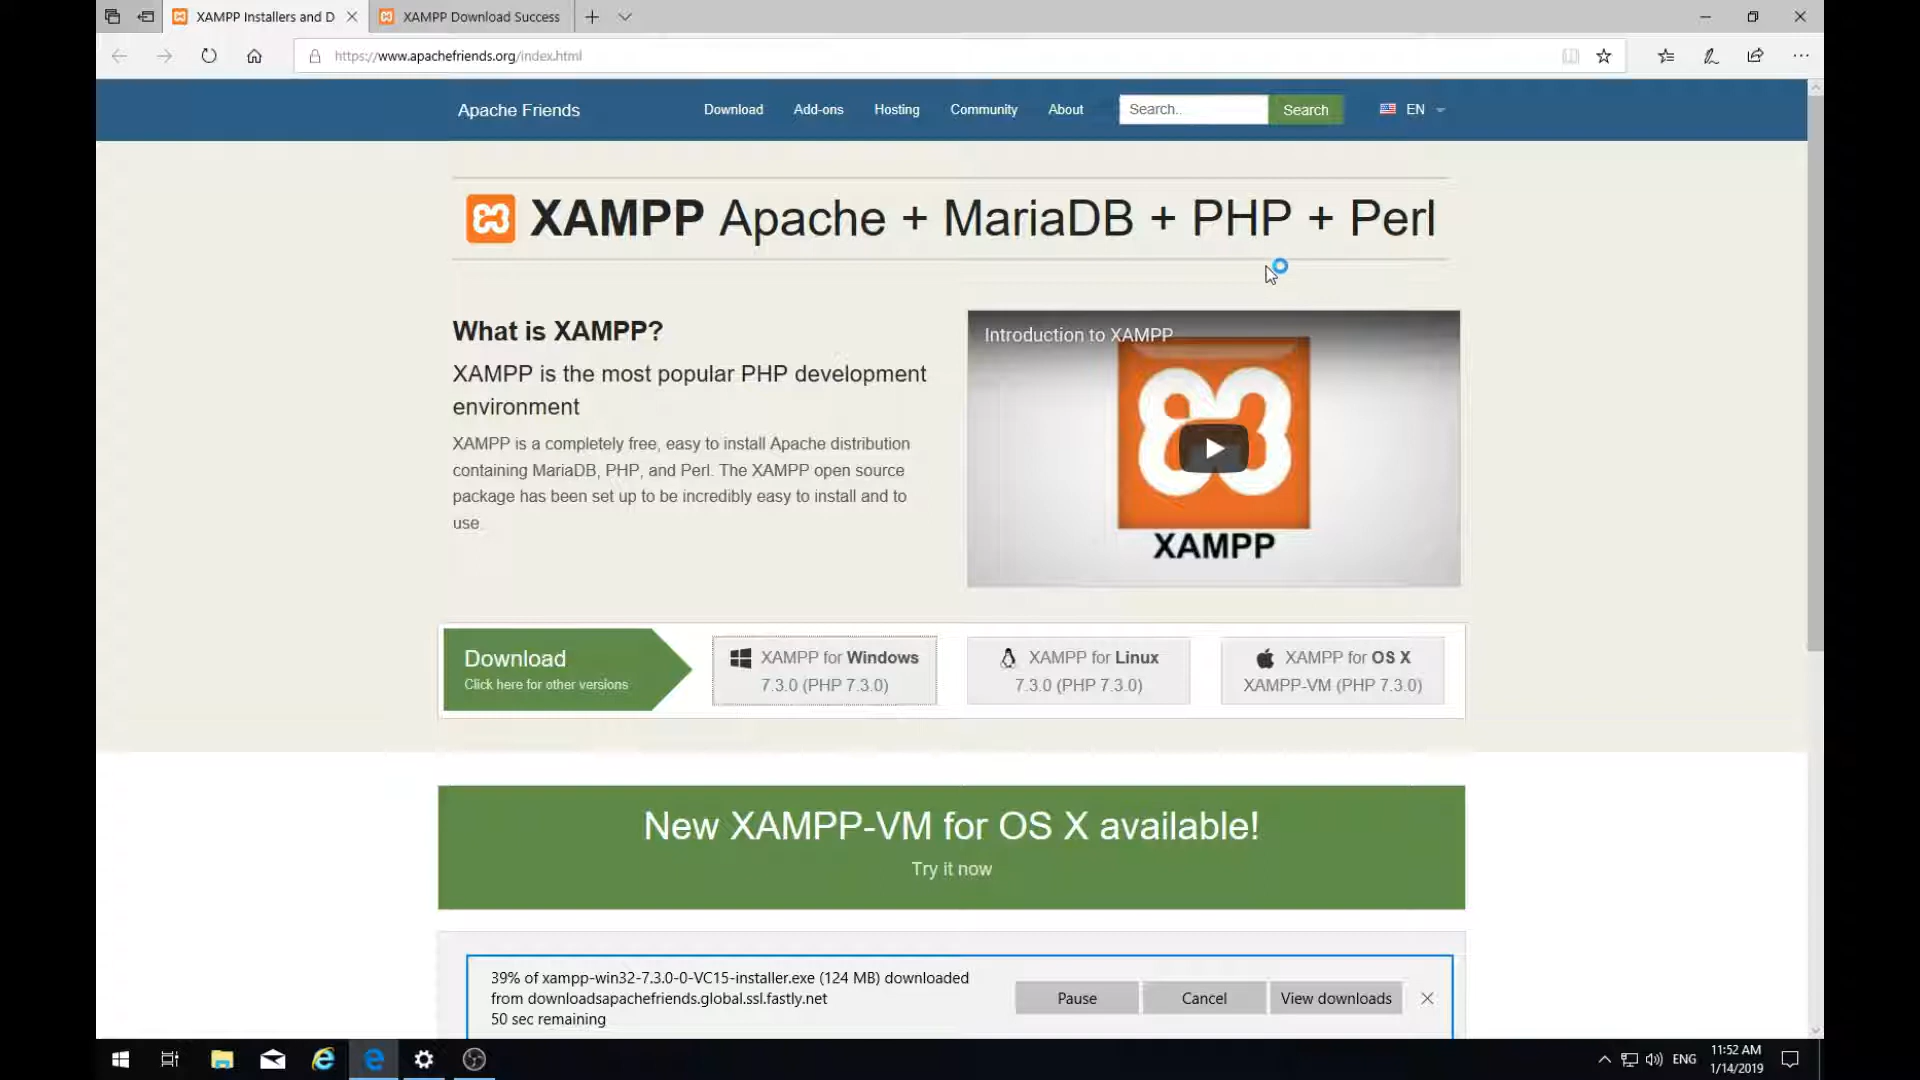 XAMPP Installers and D
XAMPP Download Success
https://www.apachefriends.org/index.html
Apache Friends
Download
Add-ons
Hosting
Community
About
Search..
Search
EN
XAMPP Apache + MariaDB + PHP + Perl
What is XAMPP?
XAMPP is the most popular PHP development
environment
XAMPP is a completely free, easy to install Apache distribution
containing MariaDB, PHP, and Perl. The XAMPP open source
package has been set up to be incredibly easy to install and to
use.
Introduction to XAMPP
XAMPP
Download
Click here for other versions
XAMPP for Windows
7.3.0 (PHP 7.3.0)
XAMPP for Linux
7.3.0 (PHP 7.3.0)
XAMPP for OS X
XAMPP-VM (PHP 7.3.0)
New XAMPP-VM for OS X available!
Try it now
39% of xampp-win32-7.3.0-0-VC15-installer.exe (124 MB) downloaded
from downloadsapachefriends.global.ssl.fastly.net
50 sec remaining
Pause
Cancel
View downloads
ENG
11:52 AM
1/14/2019